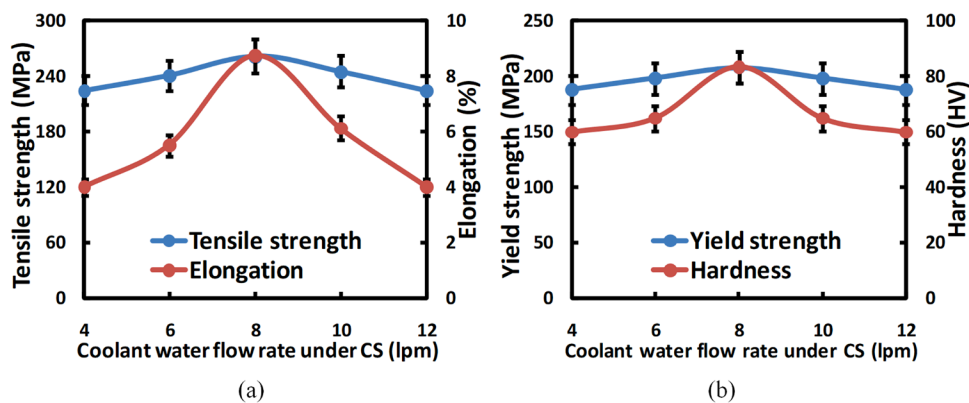 300
240
180
120
60
0
Tensile strength (MPa)
10
8
6
4
2
0
Elongation (%)
Tensile strength
Elongation
4 6 8 10 12
Coolant water flow rate under CS (lpm)
(a)
250
200
150
100
50
0
Yield strength (MPa)
100
80
60
40
20
0
Hardness (HV)
Yield strength
Hardness
4 6 8 10 12
Coolant water flow rate under CS (lpm)
(b)